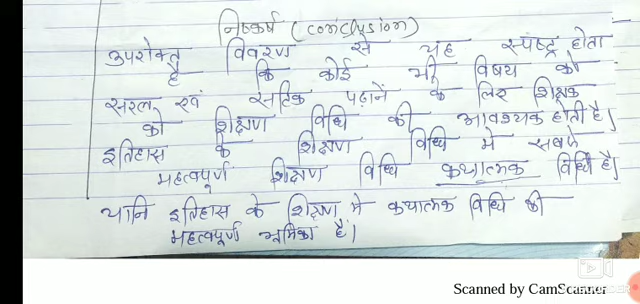 निष्कर्ष (conclusion)
उपरोक्त विवरण से यह स्पष्ट होता
है कि कोई भी विषय को
सरल एवं सटिक पढ़ाने के लिए शिक्षक
को शिक्षण विधि की आवश्यक होती है।
इतिहास के शिक्षण विधि में सबसे
महत्वपूर्ण शिक्षण विधि कथात्मक विधि है।
यानि इतिहास के शिक्षण में कथात्मक विधि की
महत्वपूर्ण भूमिका है।
Scanned by CamScanner